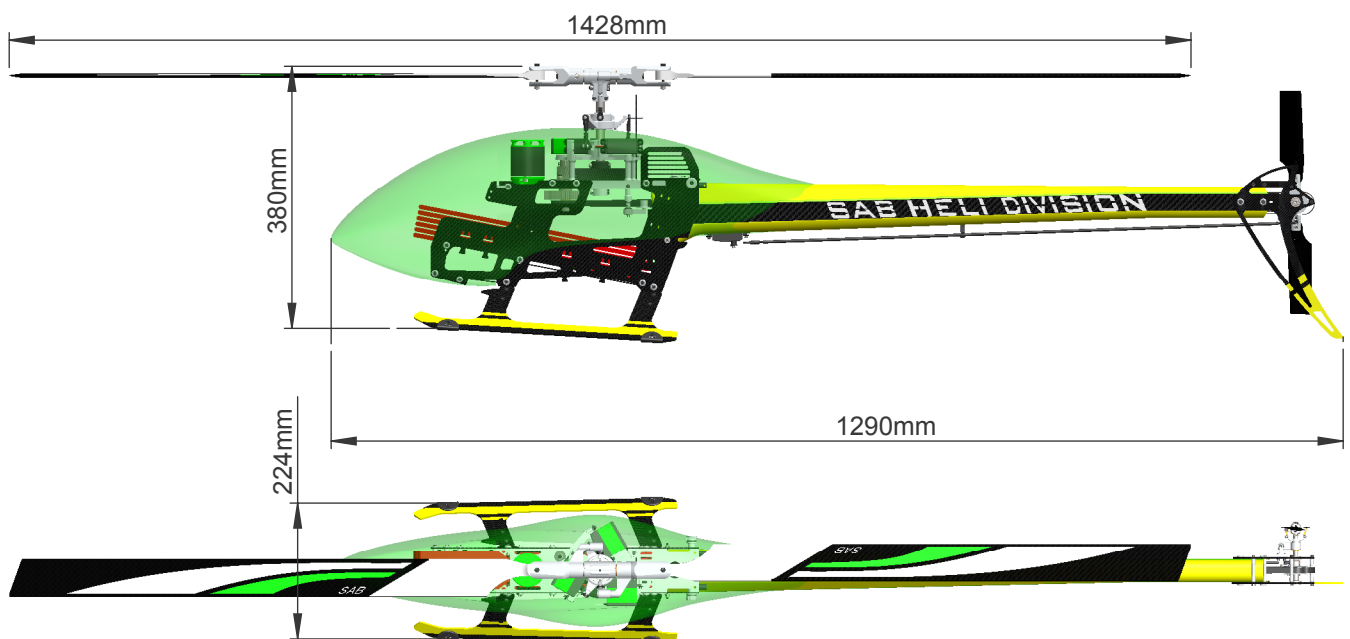 1428mm
380mm
SAB HELI DIVISION
1290mm
224mm
SAB
SAB